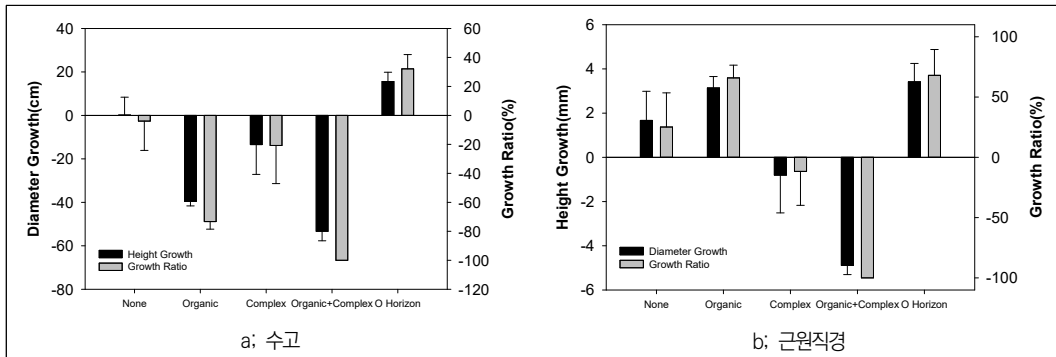 Diameter Growth(cm)
40
20
0
-20
-40
-60
-80
60
40
20
0
-20
-40
-60
-80
-100
-120
Growth Ratio(%)
Height Growth
Growth Ratio
None Organic Complex Organic+Complex O Horizon
a; 수고
Height Growth(mm)
6
4
2
0
-2
-4
-6
100
50
0
-50
-100
Growth Ratio(%)
Diameter Growth
Growth Ratio
None Organic Complex Organic+Complex O Horizon
b; 근원직경